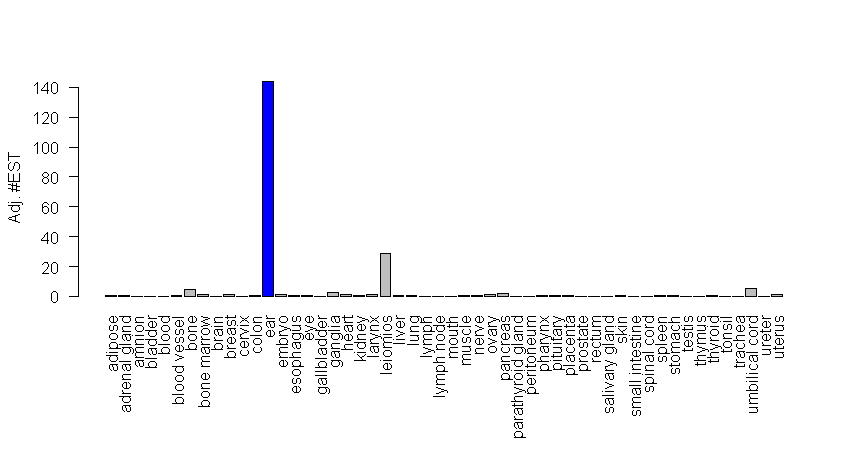 Adj. #EST
140
120
100
80
60
40
20
0
adipose
adrenal gland
amnion
bladder
blood
blood vessel
bone
bone marrow
brain
breast
cervix
colon
ear
embryo
esophagus
eye
gallbladder
ganglia
heart
kidney
larynx
leiomios
liver
lung
lymph
lymph node
mouth
muscle
nerve
ovary
pancreas
parathyroid gland
peritoneum
pharynx
pituitary
placenta
prostate
rectum
salivary gland
skin
small intestine
spinal cord
spleen
stomach
testis
thymus
thyroid
tonsil
trachea
umbilical cord
ureter
uterus